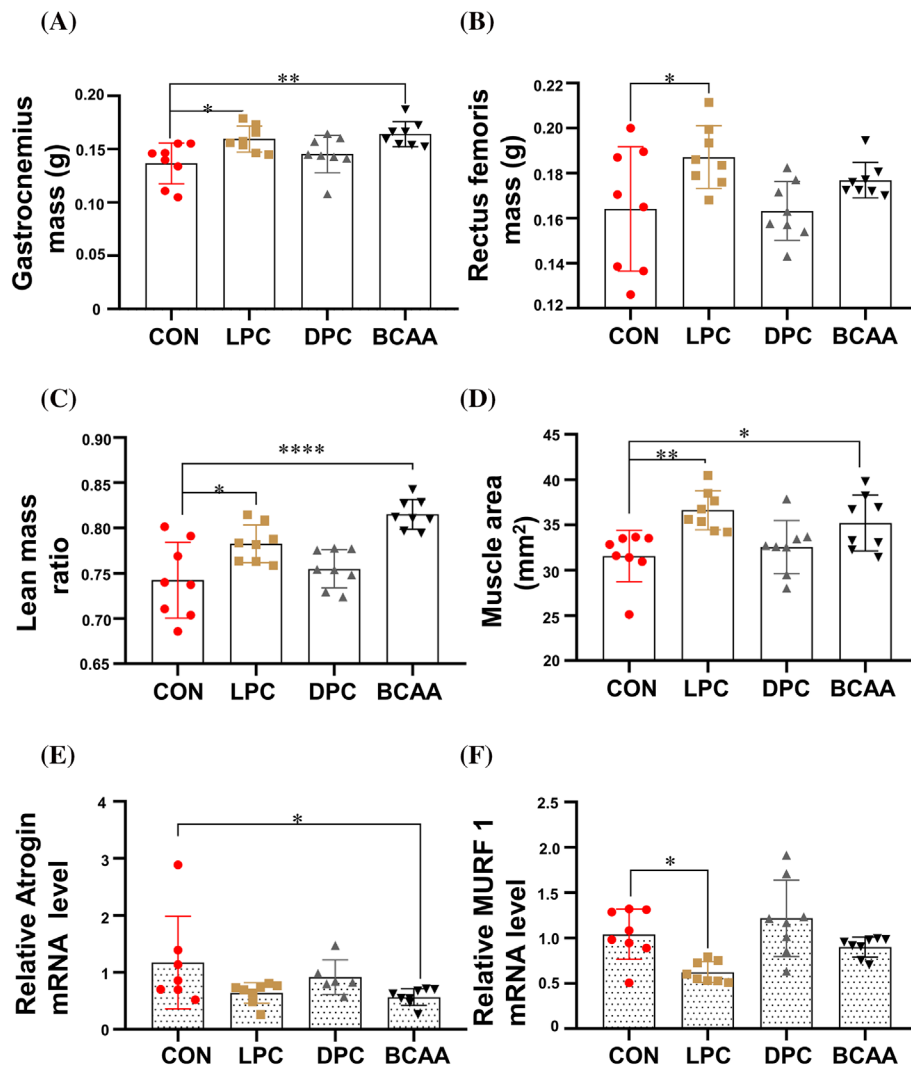 (A)
**
*
Gastrocnemius
mass (g)
0.20
0.15
0.10
0.05
0
CON LPC DPC BCAA
(B)
*
Rectus femoris
mass (g)
0.22
0.20
0.18
0.16
0.14
0.12
CON LPC DPC BCAA
(C)
****
*
Lean mass
ratio
0.90
0.85
0.80
0.75
0.70
0.65
CON LPC DPC BCAA
(D)
*
**
Muscle area
(mm²)
45
40
35
30
25
20
CON LPC DPC BCAA
(E)
*
Relative Atrogin
mRNA level
4
3
2
1
0
CON LPC DPC BCAA
(F)
*
Relative MURF 1
mRNA level
2.5
2.0
1.5
1.0
0.5
0
CON LPC DPC BCAA